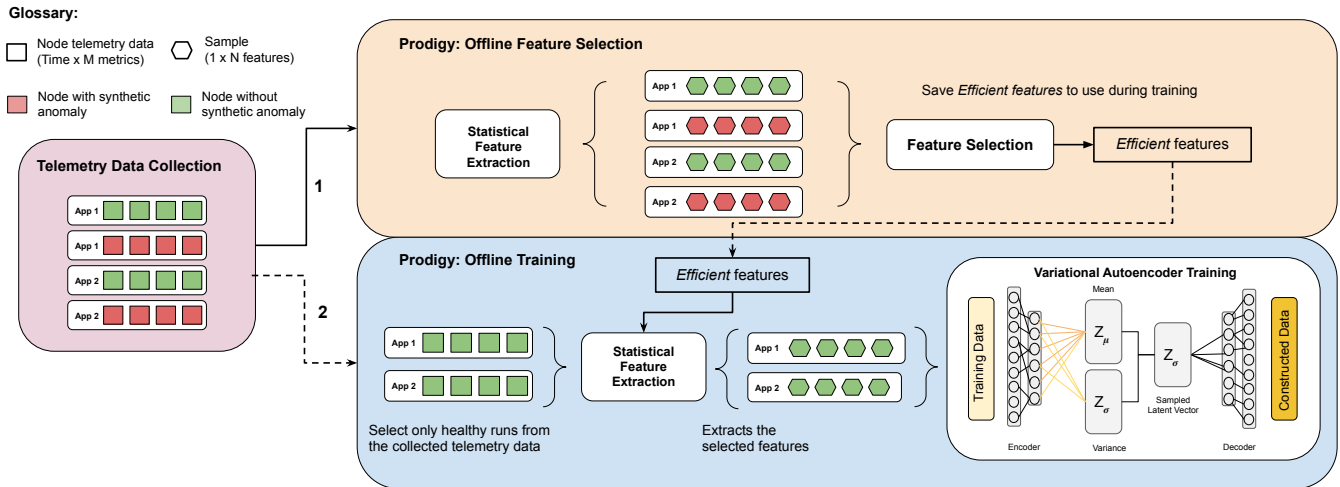 Glossary:
Node telemetry data
(Time x M metrics)
Sample
(1 x N features)
Node with synthetic
anomaly
Node without
synthetic anomaly
Telemetry Data Collection
App 1
App 1
App 2
App 2
1
2
Prodigy: Offline Feature Selection
Statistical
Feature
Extraction
App 1
App 1
App 2
App 2
Save Efficient features to use during training
Feature Selection
Efficient features
Prodigy: Offline Training
Efficient features
App 1
App 2
Select only healthy runs from
the collected telemetry data
Statistical
Feature
Extraction
App 1
App 2
Extracts the
selected features
Variational Autoencoder Training
Training Data
Encoder
Mean
Zμ
Zσ
Variance
Zσ
Sampled
Latent Vector
Decoder
Constructed Data